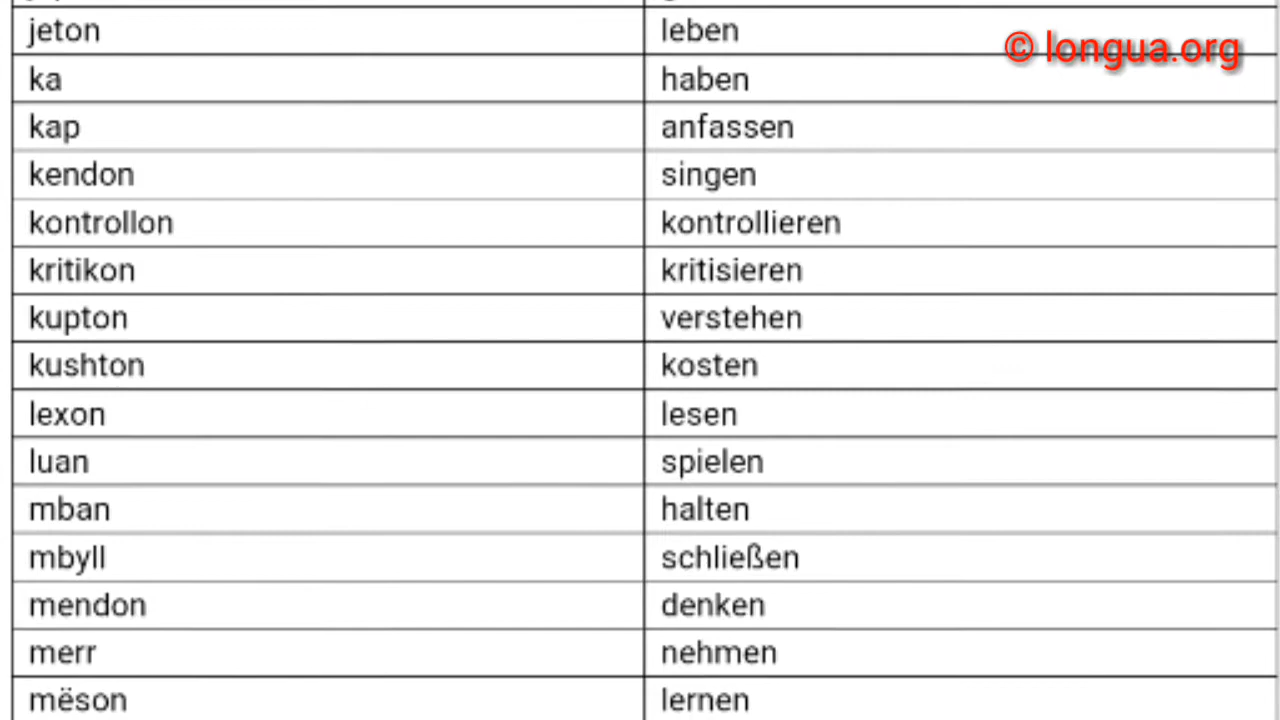 jeton leben
© longua.org
ka haben
kap anfassen
kendon singen
kontrollon kontrollieren
kritikon kritisieren
kupton verstehen
kushton kosten
lexon lesen
luan spielen
mban halten
mbyll schließen
mendon denken
merr nehmen
mëson lernen